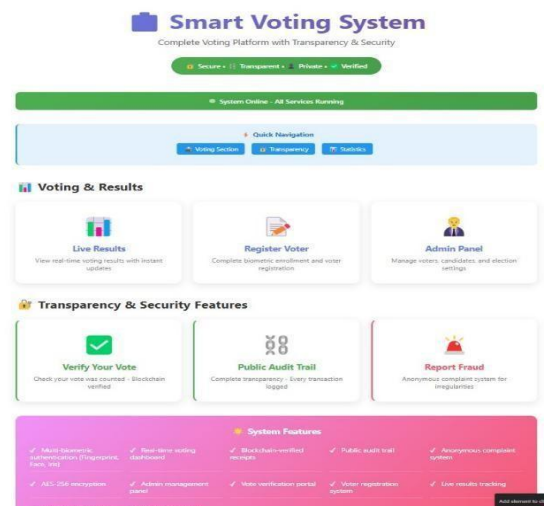 Smart Voting System
Complete Voting Platform with Transparency & Security
Secure • Transparent • Private • Verified
System Online - All Services Running
Quick Navigation
Voting Section Transparency Statistics
Voting & Results
Live Results
View real-time voting results with instant
updates
Register Voter
Complete biometric enrollment and voter
registration
Admin Panel
Manage voters, candidates, and election
settings
Transparency & Security Features
Verify Your Vote
Check your vote was counted - Blockchain
verified
Public Audit Trail
Complete transparency - Every transaction
logged
Report Fraud
Anonymous complaint system for
irregularities
System Features
✓ Multi-biometric
authentication (Fingerprint,
Face, Iris)
✓ Real-time voting
dashboard
✓ Blockchain-verified
receipts
✓ Public audit trail
✓ Anonymous complaint
system
✓ AES-256 encryption
✓ Admin management
panel
✓ Vote verification portal
✓ Voter registration
system
✓ Live results tracking
Add element to